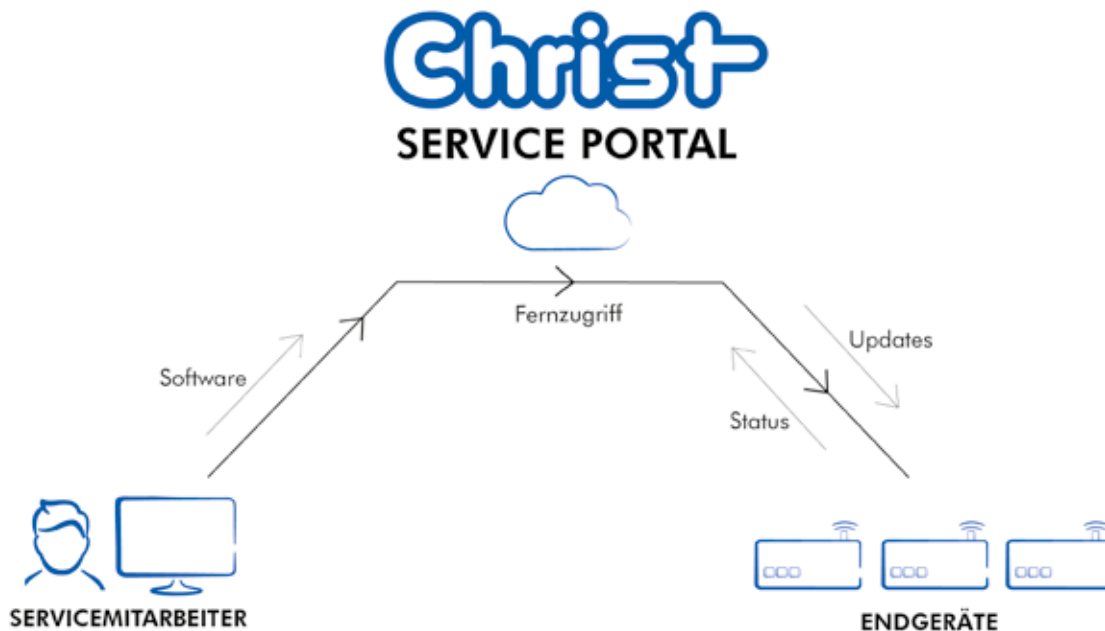 Christ
SERVICE PORTAL
Fernzugriff
Updates
Software
Status
SERVICEMITARBEITER
ENDGERÄTE